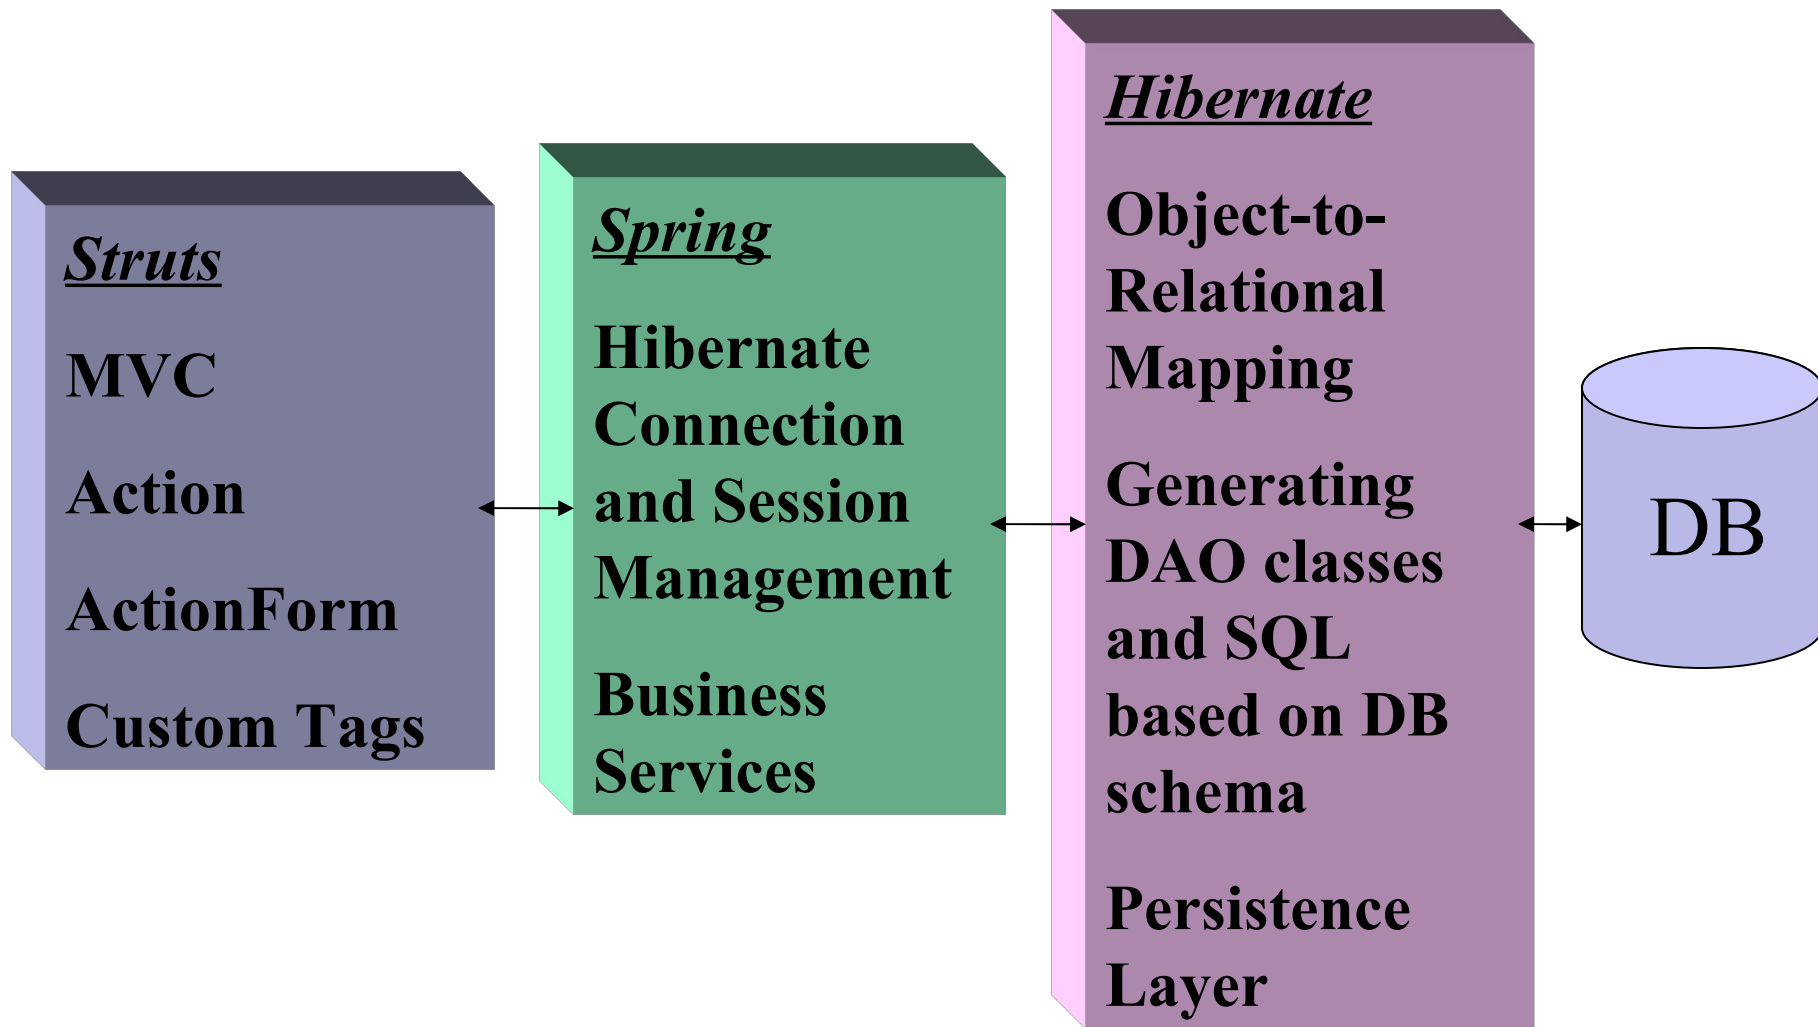 Struts
MVC
Action
ActionForm
Custom Tags
Spring
Hibernate
Connection
and Session
Management
Business
Services
Hibernate
Object-to-
Relational
Mapping
Generating
DAO classes
and SQL
based on DB
schema
Persistence
Layer
DB